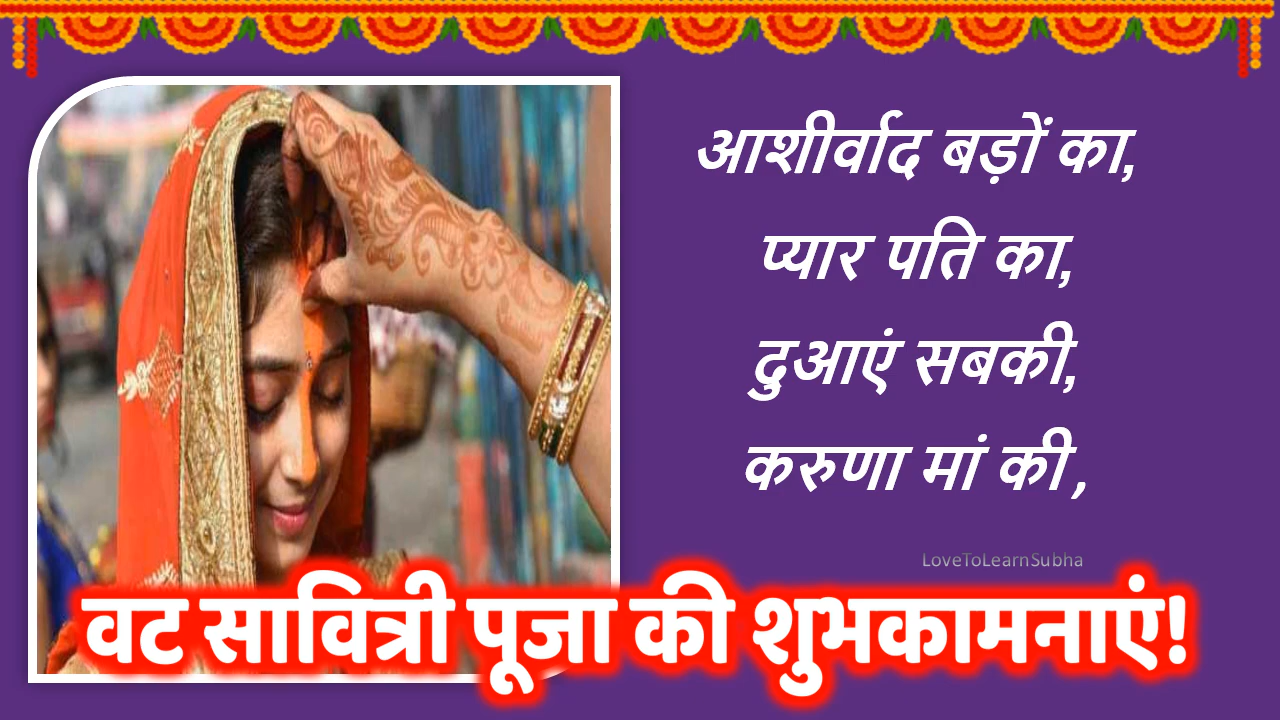 आशीर्वाद बड़ों का,
प्यार पति का,
दुआएं सबकी,
करुणा मां की,
LoveToLearnSubha
वट सावित्री पूजा की शुभकामनाएं!